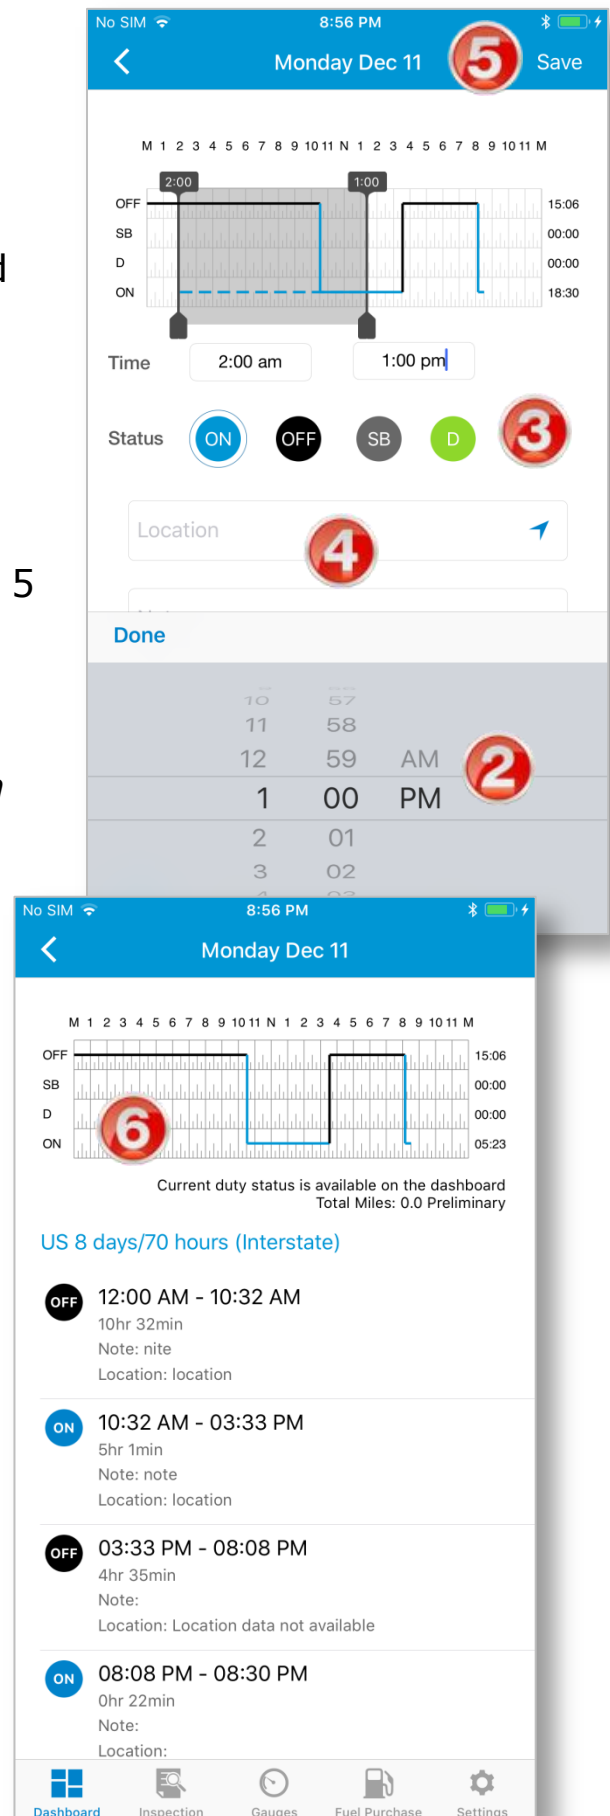 No SIM 8:56 PM
Monday Dec 11 5 Save
M 1 2 3 4 5 6 7 8 9 10 11 N 1 2 3 4 5 6 7 8 9 10 11 M
2:00 1:00
OFF 15:06
SB 00:00
d
D 00:00
ON 18:30
Time 2:00 am 1:00 pm
Status ON OFF SB D 3
Location 4
5
Done
10 57
11 58
12 59 AM 2
1 00 PM
2 01
3 02
No SIM 8:56 PM
Monday Dec 11
M 1 2 3 4 5 6 7 8 9 10 11 N 1 2 3 4 5 6 7 8 9 10 11 M
OFF 15:06
SB 00:00
D 00:00
6
ON 05:23
Current duty status is available on the dashboard
Total Miles: 0.0 Preliminary
US 8 days/70 hours (Interstate)
OFF 12:00 AM - 10:32 AM
10hr 32min
Note: nite
Location: location
ON 10:32 AM - 03:33 PM
5hr 1min
Note: note
Location: location
OFF 03:33 PM - 08:08 PM
4hr 35min
Note:
Location: Location data not available
ON 08:08 PM - 08:30 PM
0hr 22min
Note:
Location:
Dashboard Inspection Gauges Fuel Purchase Settings